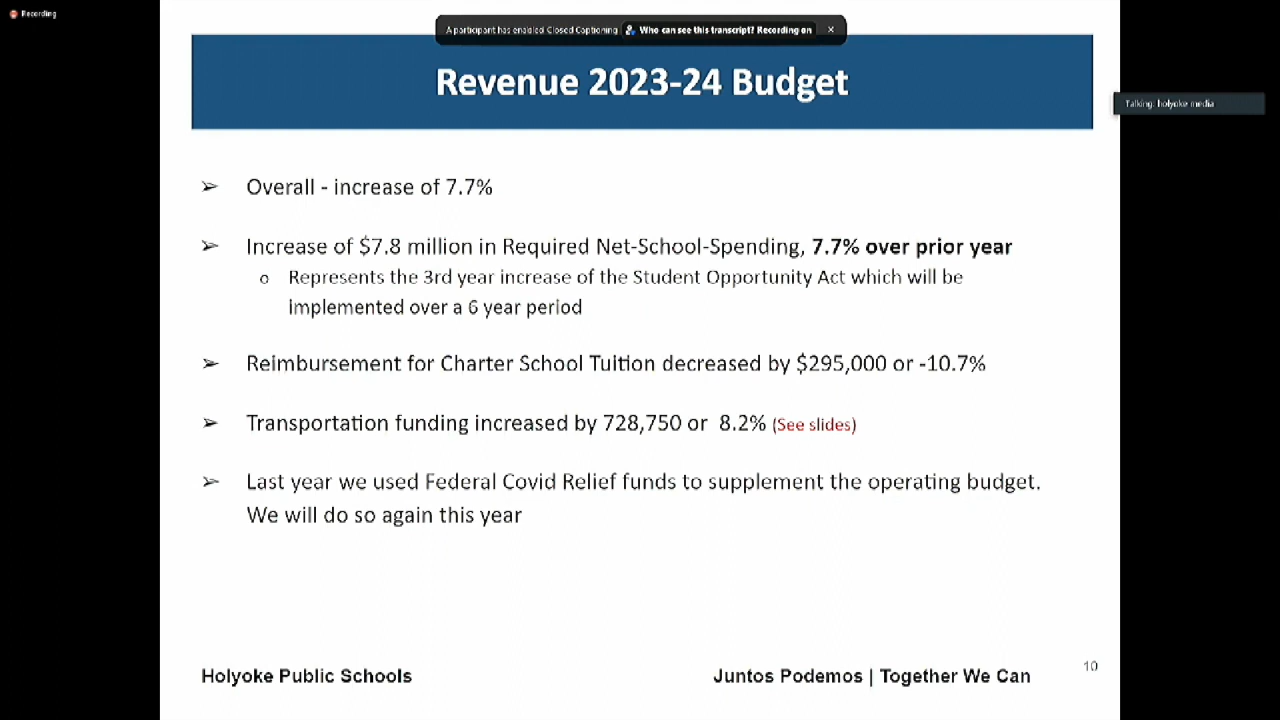 Recording
A participant has enabled Closed Captioning Who can see this transcript? Recording on
Revenue 2023-24 Budget
Talking: holyoke media
➢ Overall - increase of 7.7%
➢ Increase of $7.8 million in Required Net-School-Spending, 7.7% over prior year
o Represents the 3rd year increase of the Student Opportunity Act which will be
implemented over a 6 year period
➢ Reimbursement for Charter School Tuition decreased by $295,000 or -10.7%
➢ Transportation funding increased by 728,750 or 8.2% (See slides)
➢ Last year we used Federal Covid Relief funds to supplement the operating budget.
We will do so again this year
Holyoke Public Schools
Juntos Podemos | Together We Can
10